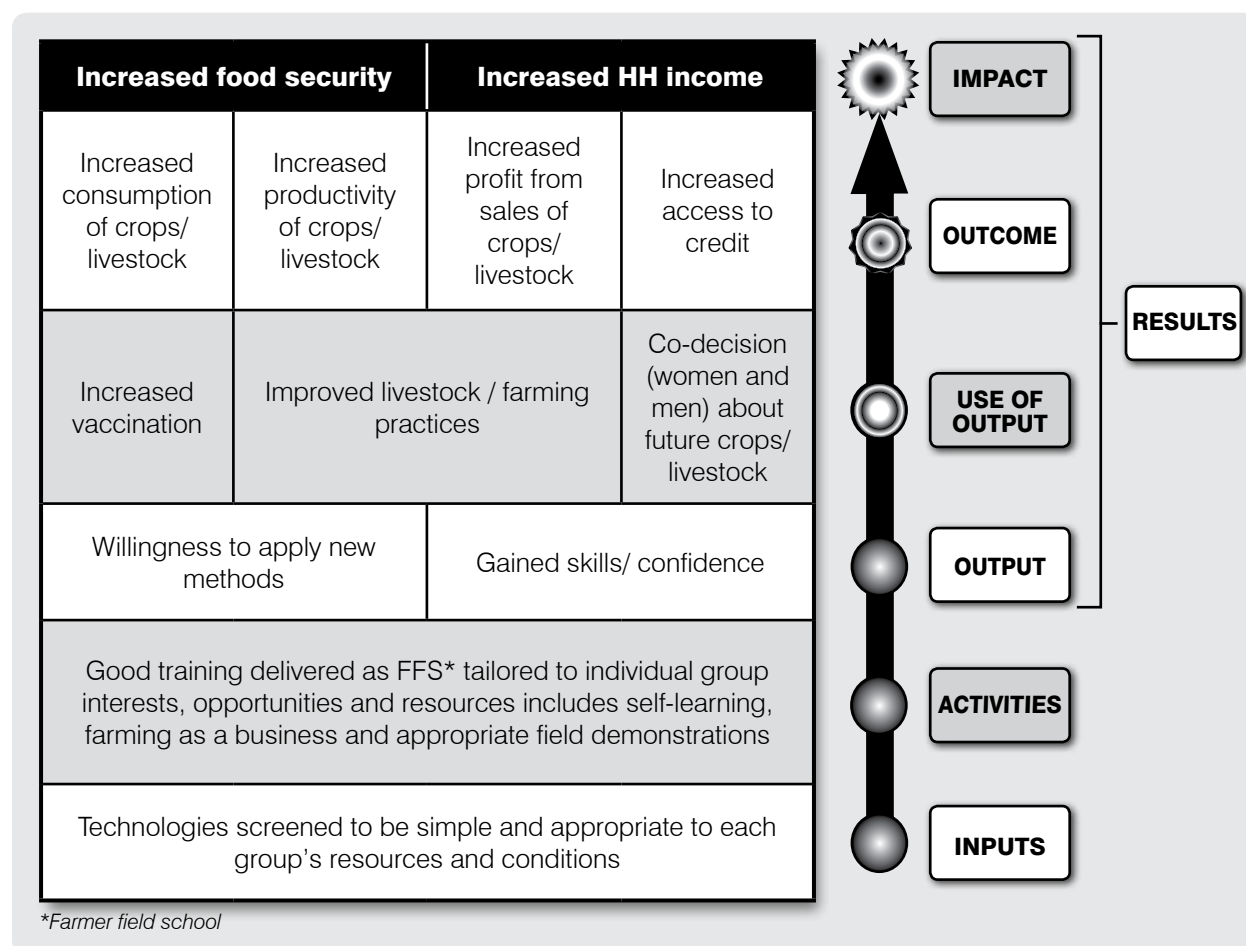 Increased food security
Increased HH income
IMPACT
Increased
consumption
of crops/
livestock
Increased
productivity
of crops/
livestock
Increased
profit from
sales of
crops/
livestock
Increased
access to
credit
OUTCOME
RESULTS
Increased
vaccination
Improved livestock / farming
practices
Co-decision
(women and
men) about
future crops/
livestock
USE OF
OUTPUT
Willingness to apply new
methods
Gained skills/ confidence
OUTPUT
Good training delivered as FFS* tailored to individual group
interests, opportunities and resources includes self-learning,
farming as a business and appropriate field demonstrations
ACTIVITIES
Technologies screened to be simple and appropriate to each
group's resources and conditions
INPUTS
*Farmer field school